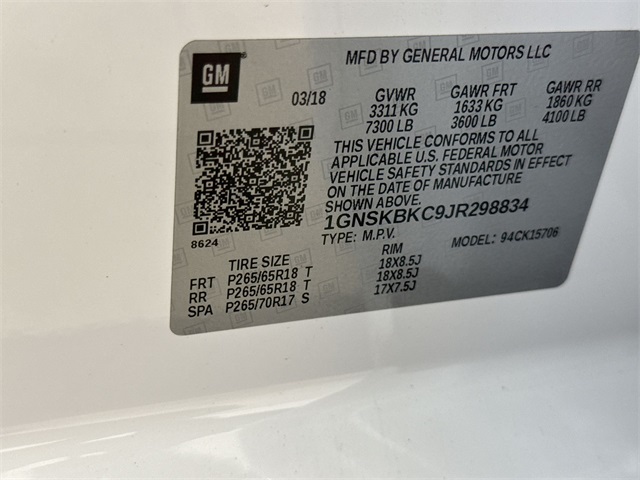 GM
MFD BY GENERAL MOTORS LLC
03/18 GVWR GAWR FRT GAWR RR
3311 KG 1633 KG 1860 KG
7300 LB 3600 LB 4100 LB
THIS VEHICLE CONFORMS TO ALL
APPLICABLE U.S. FEDERAL MOTOR
VEHICLE SAFETY STANDARDS IN EFFECT
ON THE DATE OF MANUFACTURE
SHOWN ABOVE.
1GNSKBKC9JR298834
8624
TYPE: M.P.V. MODEL: 94CK15706
TIRE SIZE RIM
FRT P265/65R18 T 18X8.5J
RR P265/65R18 T 18X8.5J
SPA P265/70R17 S 17X7.5J